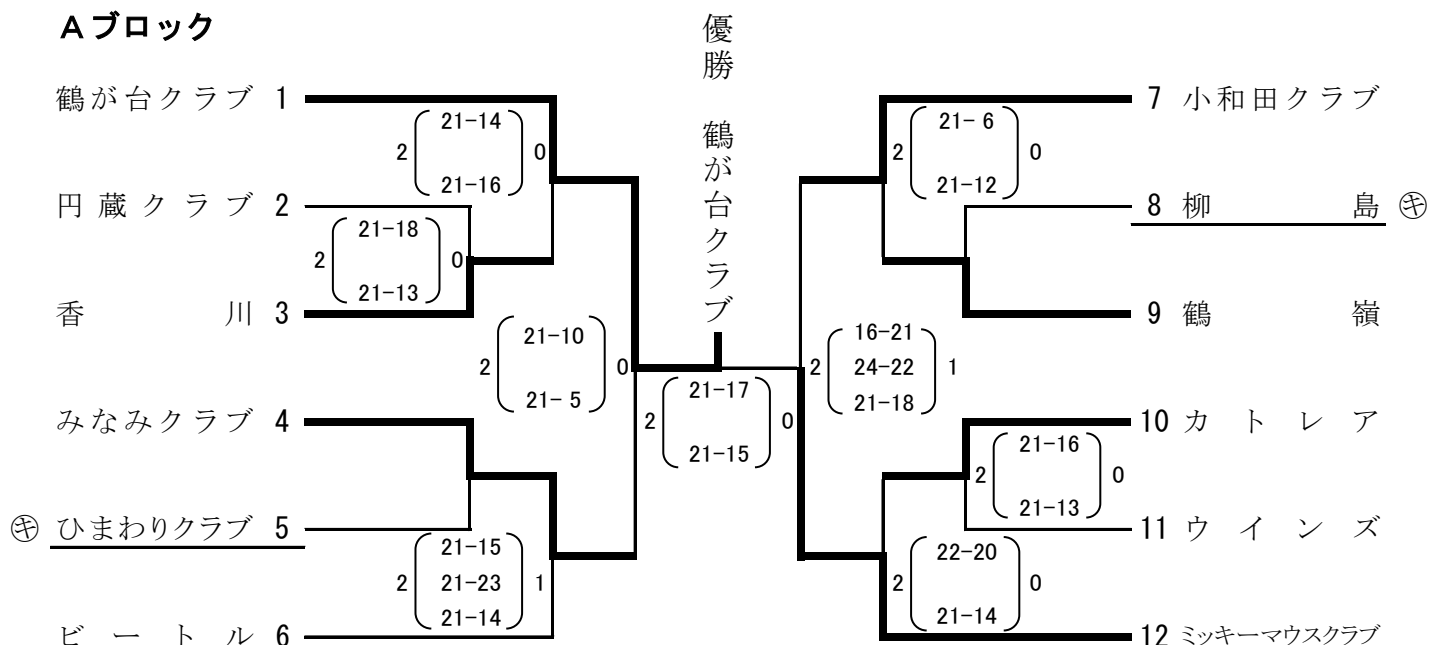 Aブロック
優勝 鶴が台クラブ
鶴が台クラブ 1
円蔵クラブ 2
香川 3
みなみクラブ 4
㋖ ひまわりクラブ 5
ビートル 6
2 21-14 0
21-16
2 21-18 0
21-13
2 21-10 0
21- 5
2 21-15 1
21-23
21-14
2 21-17 0
21-15
7 小和田クラブ
8 柳島 ㋖
9 鶴嶺
10 カトレア
11 ウインズ
12 ミッキーマウスクラブ
2 21- 6 0
21-12
2 16-21 1
24-22
21-18
2 21-16 0
21-13
2 22-20 0
21-14